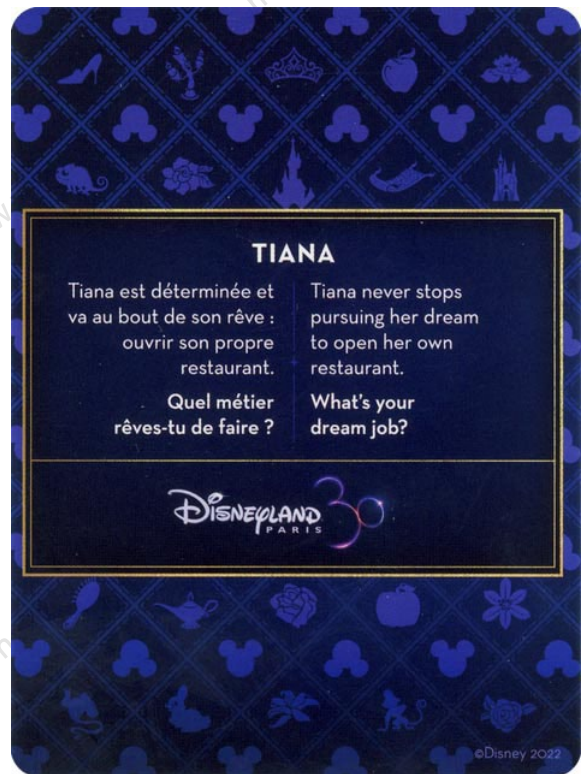 TIANA
Tiana est déterminée et
va au bout de son rêve :
ouvrir son propre
restaurant.
Quel métier
rêves-tu de faire ?
Tiana never stops
pursuing her dream
to open her own
restaurant.
What's your
dream job?
DISNEYLAND 30
PARIS
©Disney 2022